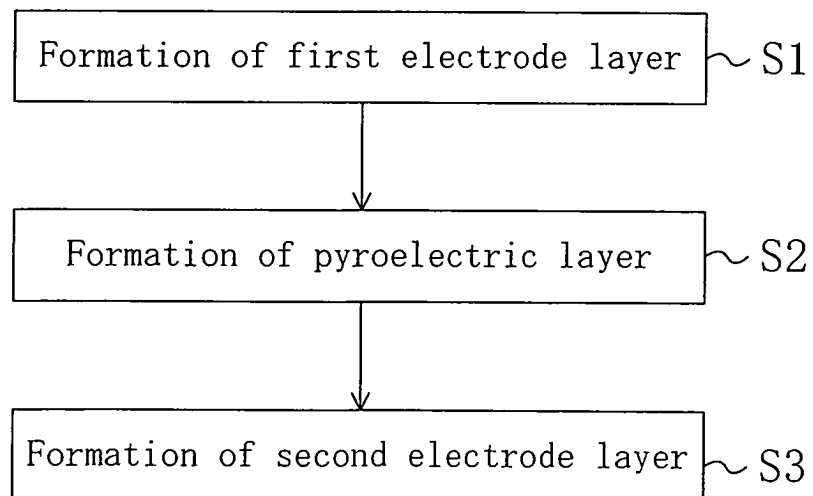 Formation of first electrode layer S1
Formation of pyroelectric layer S2
Formation of second electrode layer S3